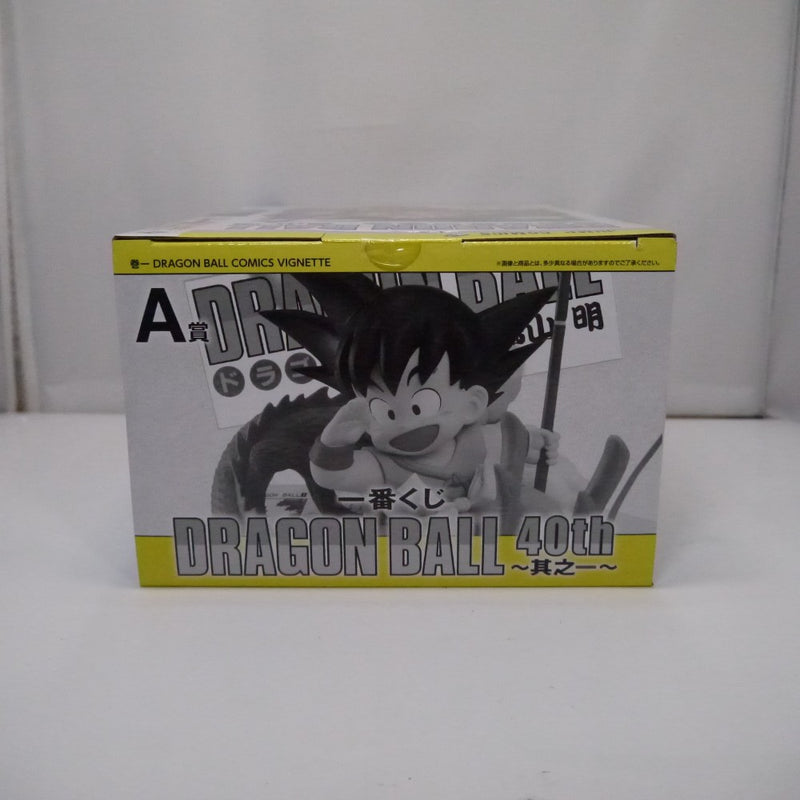 巻一 DRAGON BALL COMICS VIGNETTE
※画像と商品とは、多少異なる場合がありますのでご了承ください。
A賞
DRAGON BALL
ドラゴ
山明
DRAGON BALL
一番くじ
DRAGON BALL 40th
～其之一～